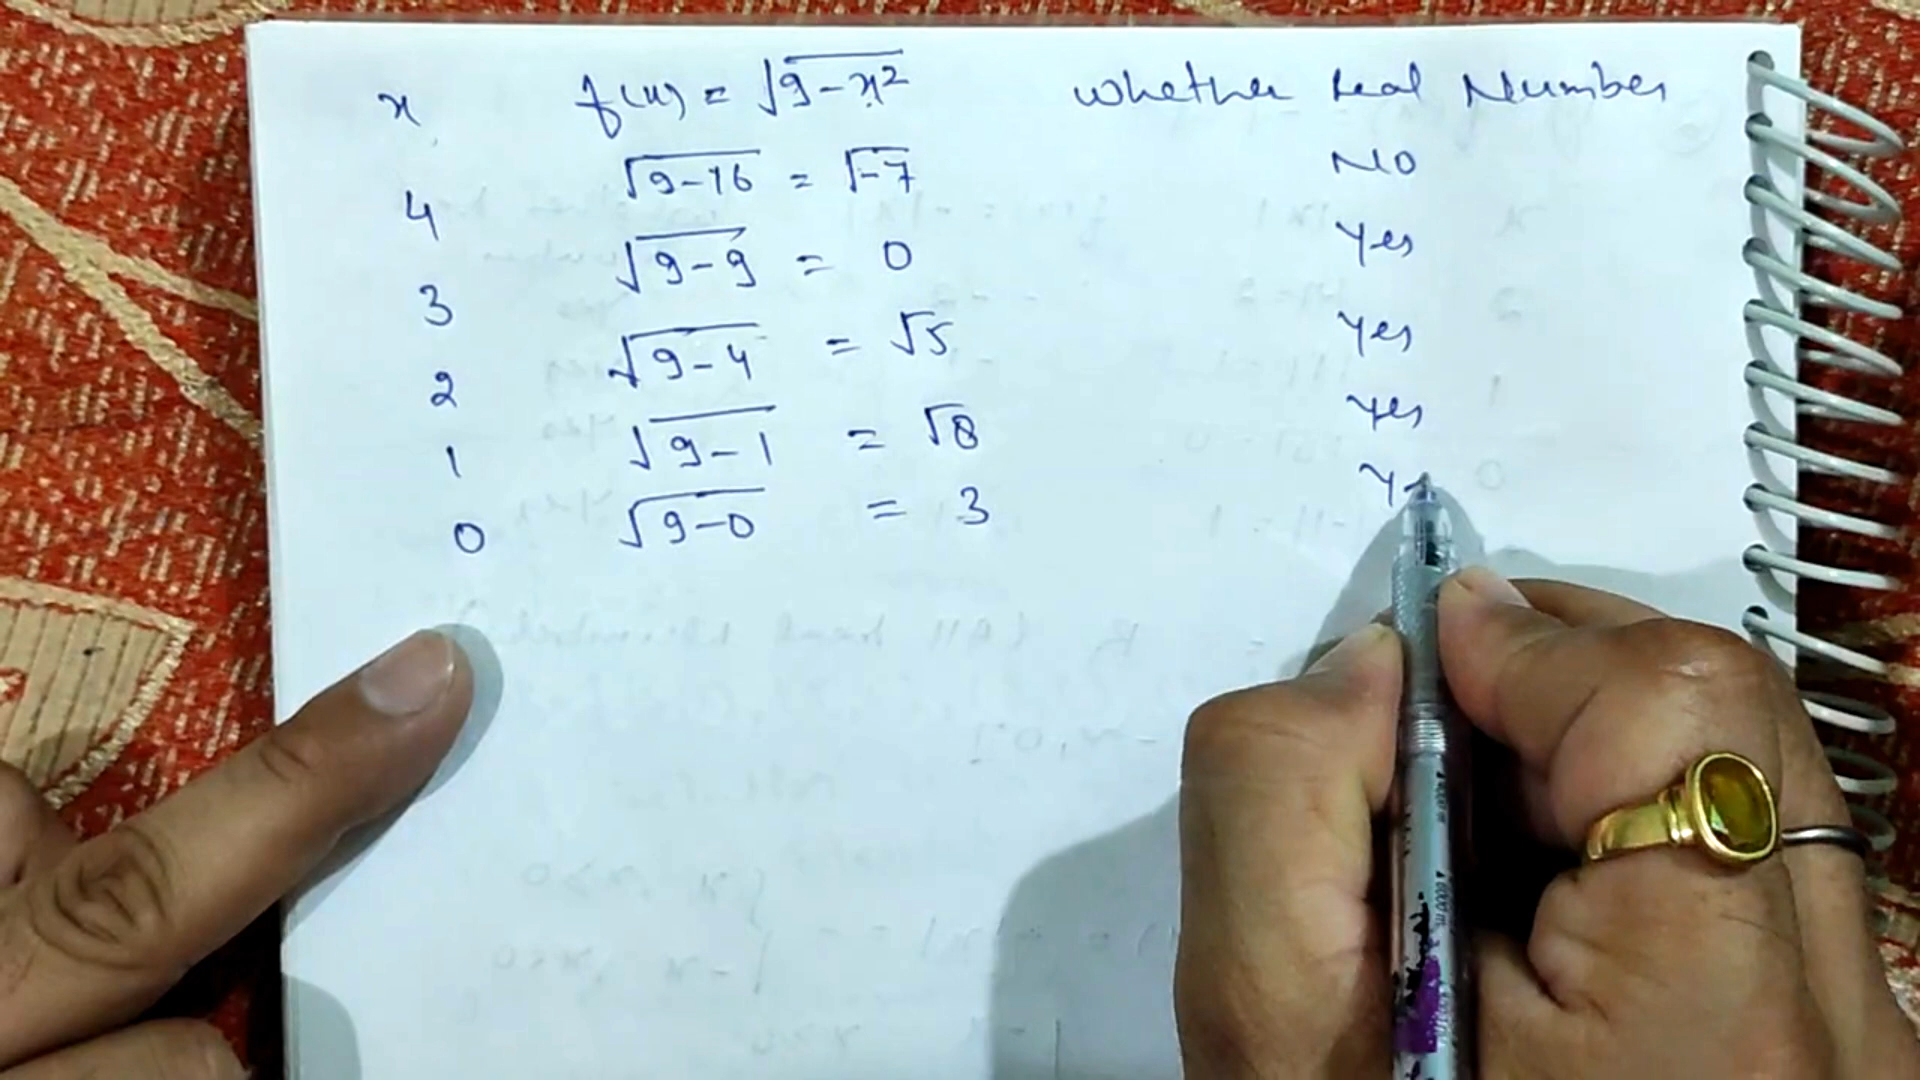 x f(x) = √9-x² Whether Real Number
4 √9-16 = √-7 No
3 √9-9 = 0 Yes
2 √9-4 = √5 Yes
1 √9-1 = √8 Yes
0 √9-0 = 3 Ye